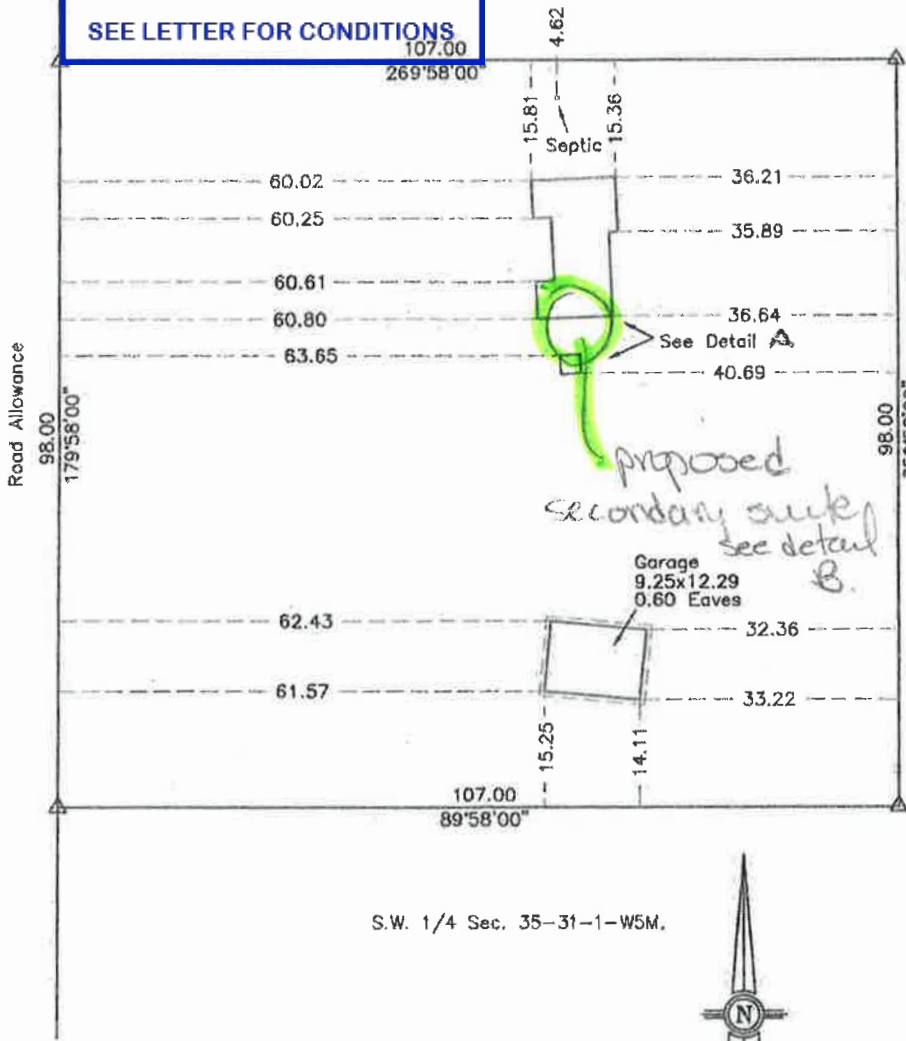 SEE LETTER FOR CONDITIONS
107.00
269°58'00"
4.62
15.81
15.36
Septic
60.02
36.21
60.25
35.89
60.61
60.80
36.64
See Detail A
63.65
40.69
Road Allowance
98.00
179°58'00"
98.00
proposed
secondary suite
see detail
B.
Garage
9.25x12.29
0.60 Eaves
62.43
32.36
61.57
33.22
15.25
14.11
107.00
89°58'00"
S.W. 1/4 Sec. 35-31-1-W5M.
N